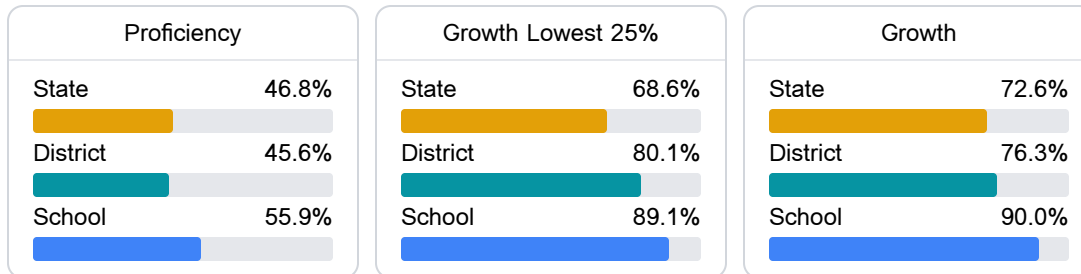 Proficiency
State 46.8%
District 45.6%
School 55.9%
Growth Lowest 25%
State 68.6%
District 80.1%
School 89.1%
Growth
State 72.6%
District 76.3%
School 90.0%